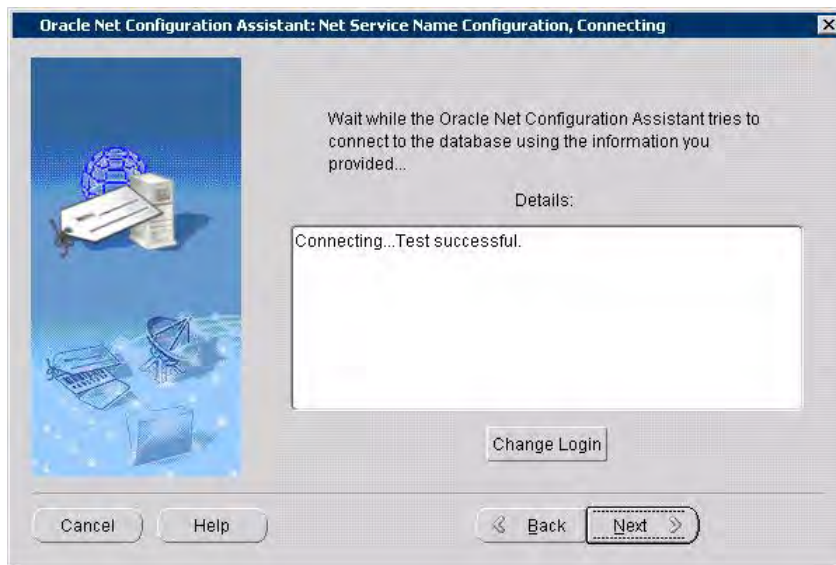 Oracle Net Configuration Assistant: Net Service Name Configuration, Connecting
Wait while the Oracle Net Configuration Assistant tries to
connect to the database using the information you
provided...
Details:
Connecting...Test successful.
Change Login
Cancel
Help
Back
Next